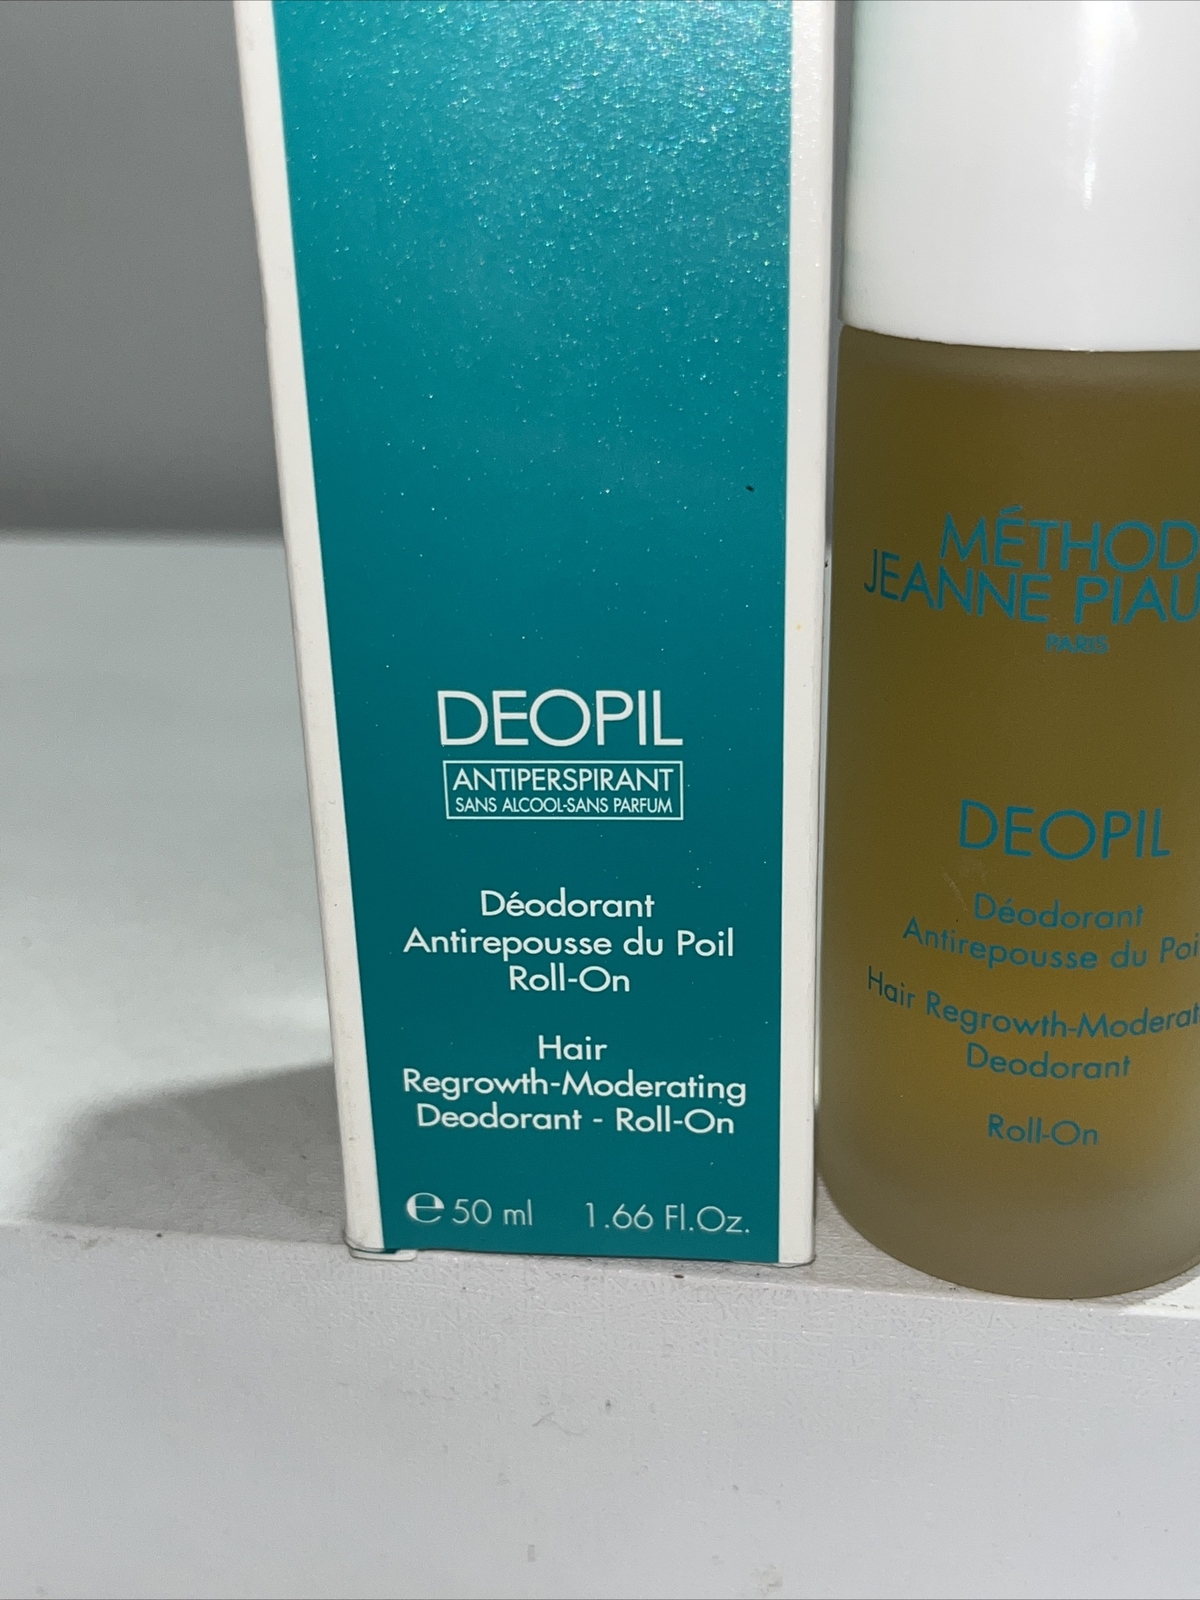 DEOPIL
ANTIPERSPIRANT
SANS ALCOOL-SANS PARFUM
Déodorant
Antirepousse du Poil
Roll-On
Hair
Regrowth-Moderating
Deodorant - Roll-On
e 50 ml 1.66 Fl.Oz.
MÉTHOD
JEANNE PIAU
PARIS
DEOPIL
Déodorant
Antirepousse du Poi
Hair Regrowth-Moderat
Deodorant
Roll-On